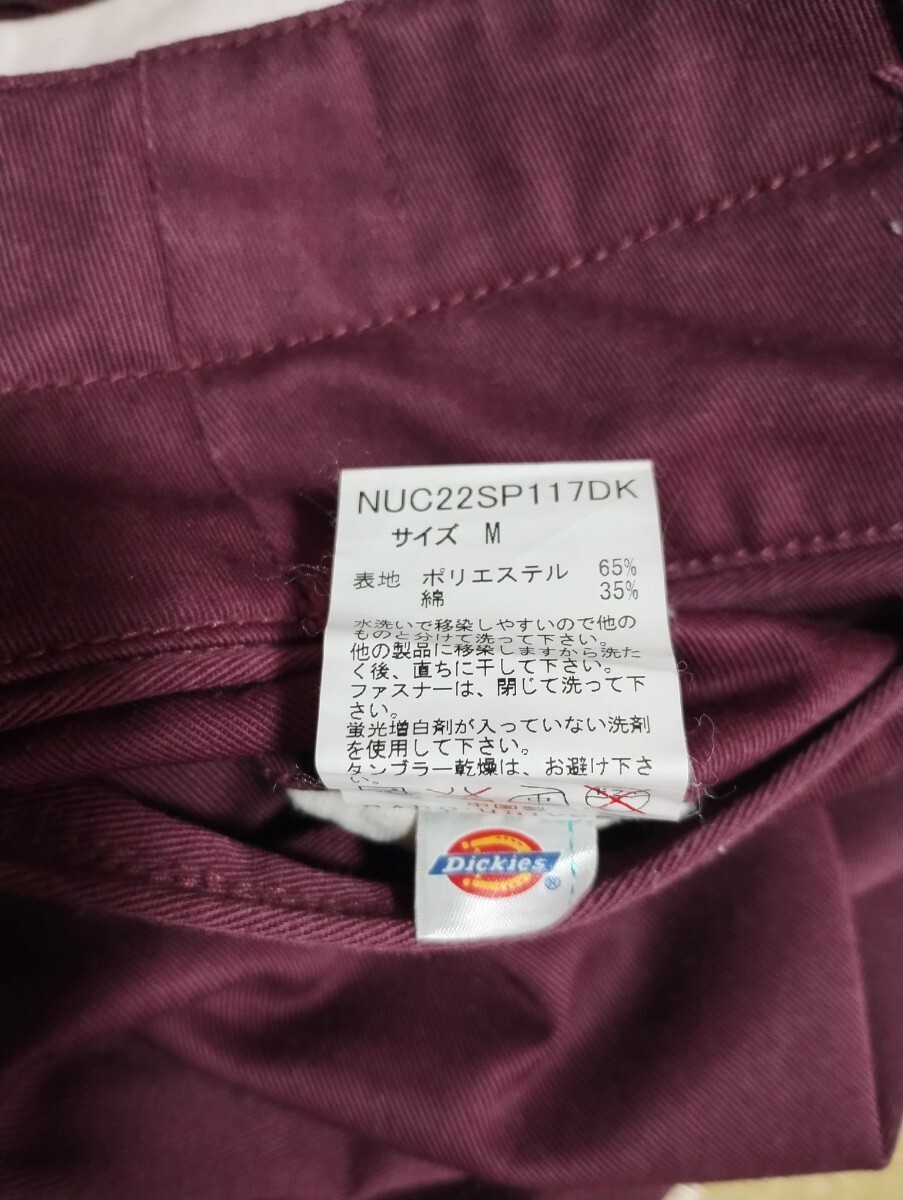 NUC22SP117DK
サイズ M
表地 ポリエステル 65%
綿 35%
水洗いで移染しやすいので他の
ものと分けて洗って下さい。
他の製品に移染しますから洗た
く後、直ちに干して下さい。
ファスナーは、閉じて洗って下
さい。
蛍光増白剤が入っていない洗剤
を使用して下さい。
タンブラー乾燥は、お避け下さ
い。
Dickies®